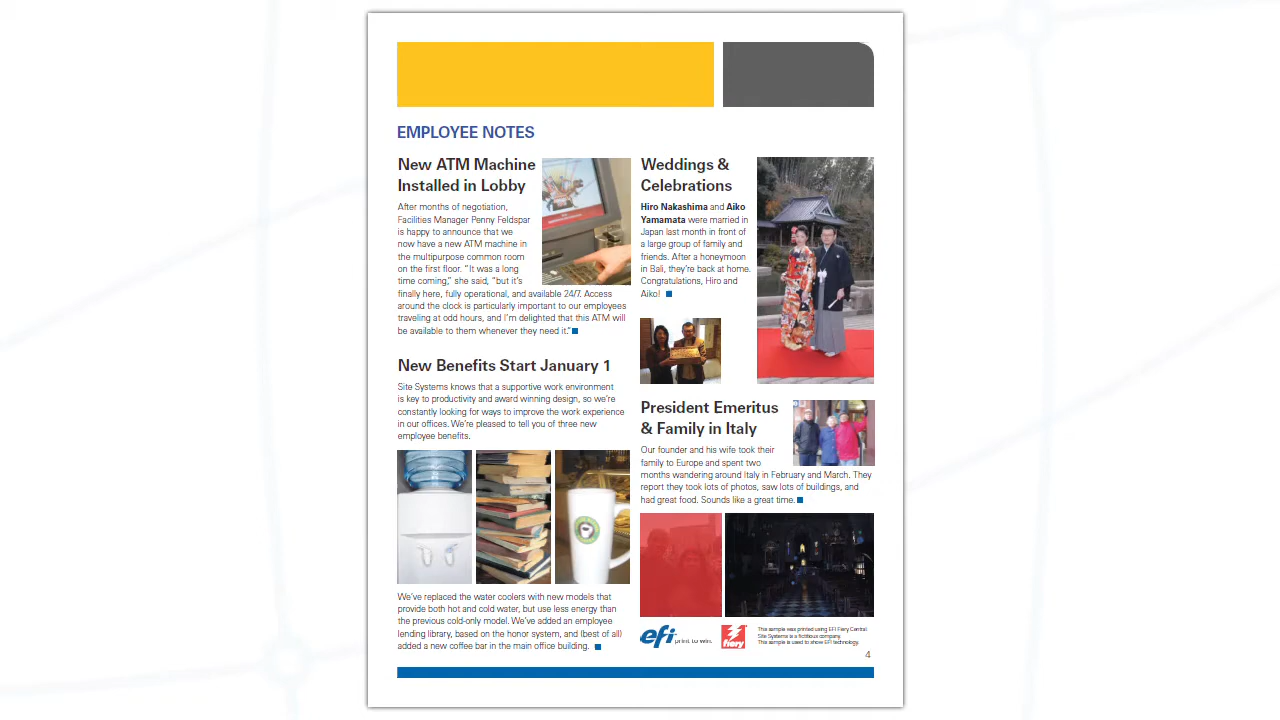 EMPLOYEE NOTES
New ATM Machine
Installed in Lobby
After months of negotiation,
Facilities Manager Penny Feldspar
is happy to announce that we
now have a new ATM machine in
the multipurpose common room
on the first floor. “It was a long
time coming,” she said, “but it’s
finally here, fully operational, and available 24/7. Access
around the clock is particularly important to our employees
traveling at odd hours, and I’m delighted that this ATM will
be available to them whenever they need it.”
New Benefits Start January 1
Site Systems knows that a supportive work environment
is key to productivity and award winning design, so we’re
constantly looking for ways to improve the work experience
in our offices. We’re pleased to tell you of three new
employee benefits.
We’ve replaced the water coolers with new models that
provide both hot and cold water, but use less energy than
the previous cold-only model. We’ve added an employee
lending library, based on the honor system, and (best of all)
added a new coffee bar in the main office building.
Weddings &
Celebrations
Hiro Nakashima and Aiko
Yamamata were married in
Japan last month in front of
a large group of family and
friends. After a honeymoon
in Bali, they’re back at home.
Congratulations, Hiro and
Aiko!
President Emeritus
& Family in Italy
Our founder and his wife took their
family to Europe and spent two
months wandering around Italy in February and March. They
report they took lots of photos, saw lots of buildings, and
had great food. Sounds like a great time.
efi print to win.
fiery
This sample was printed using EFI Fiery Central.
Site Systems is a fictitious company.
This sample is used to show EFI technology.
4